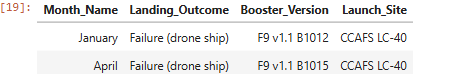 [19]:
Month_Name Landing_Outcome Booster_Version Launch_Site
January Failure (drone ship) F9 v1.1 B1012 CCAFS LC-40
April Failure (drone ship) F9 v1.1 B1015 CCAFS LC-40